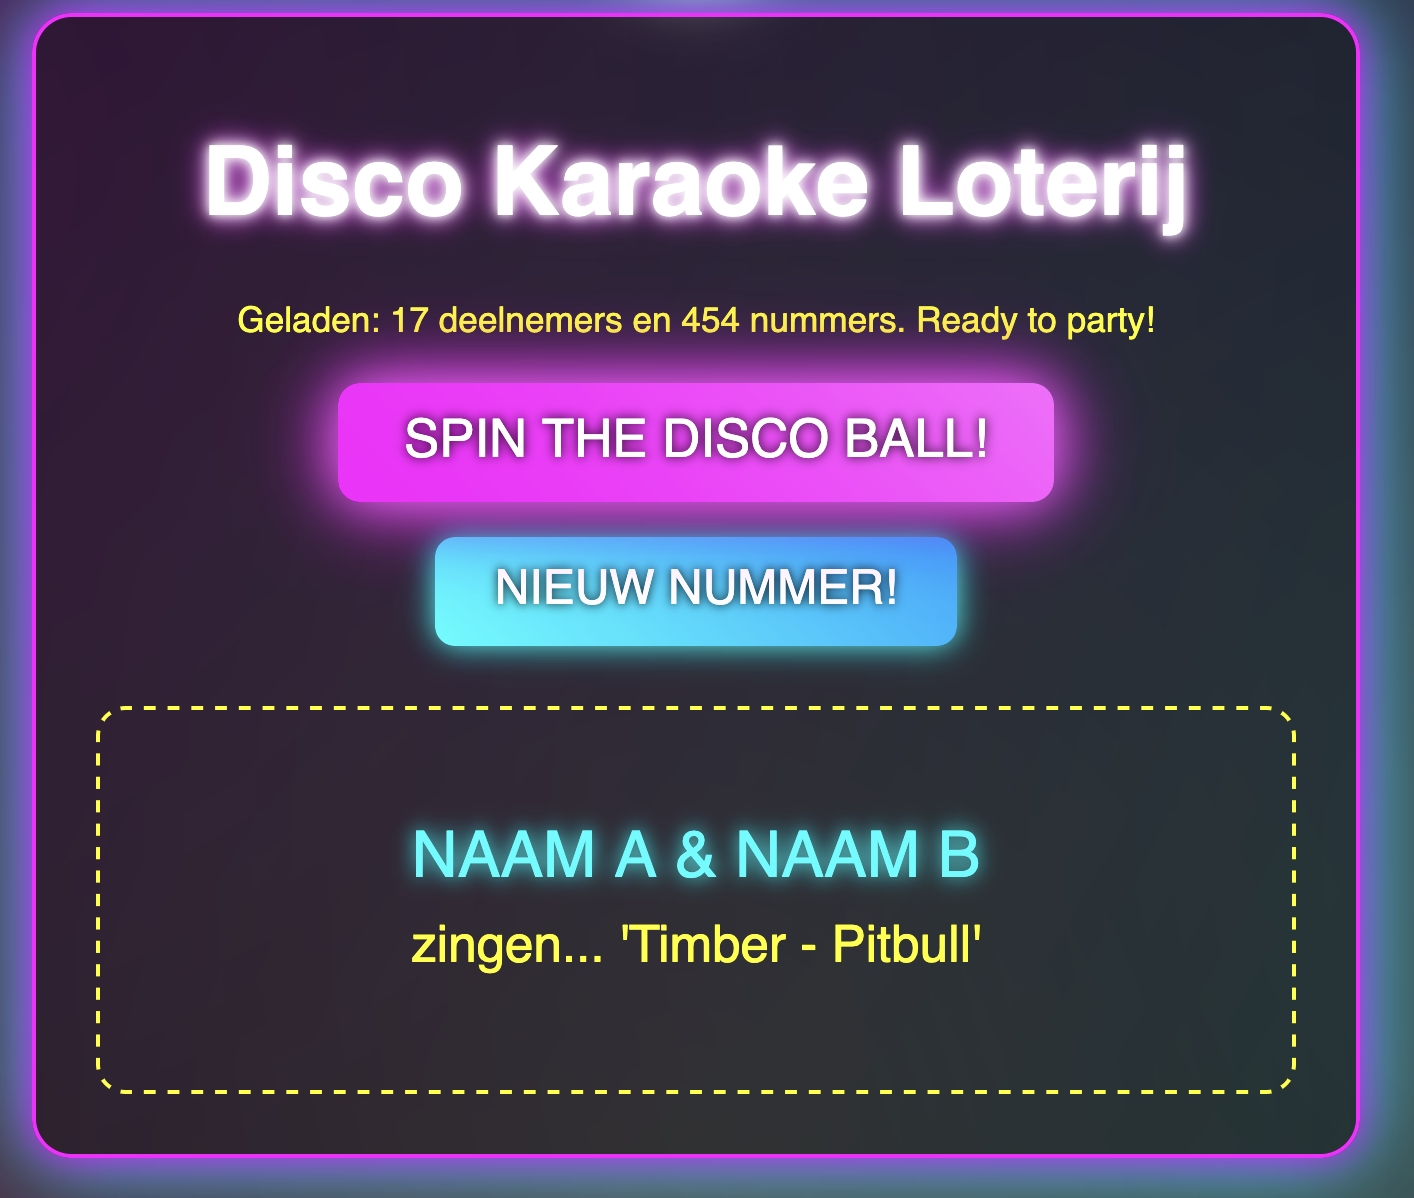 Disco Karaoke Loterij
Geladen: 17 deelnemers en 454 nummers. Ready to party!
SPIN THE DISCO BALL!
NIEUW NUMMER!
NAAM A & NAAM B
zingen... 'Timber - Pitbull'